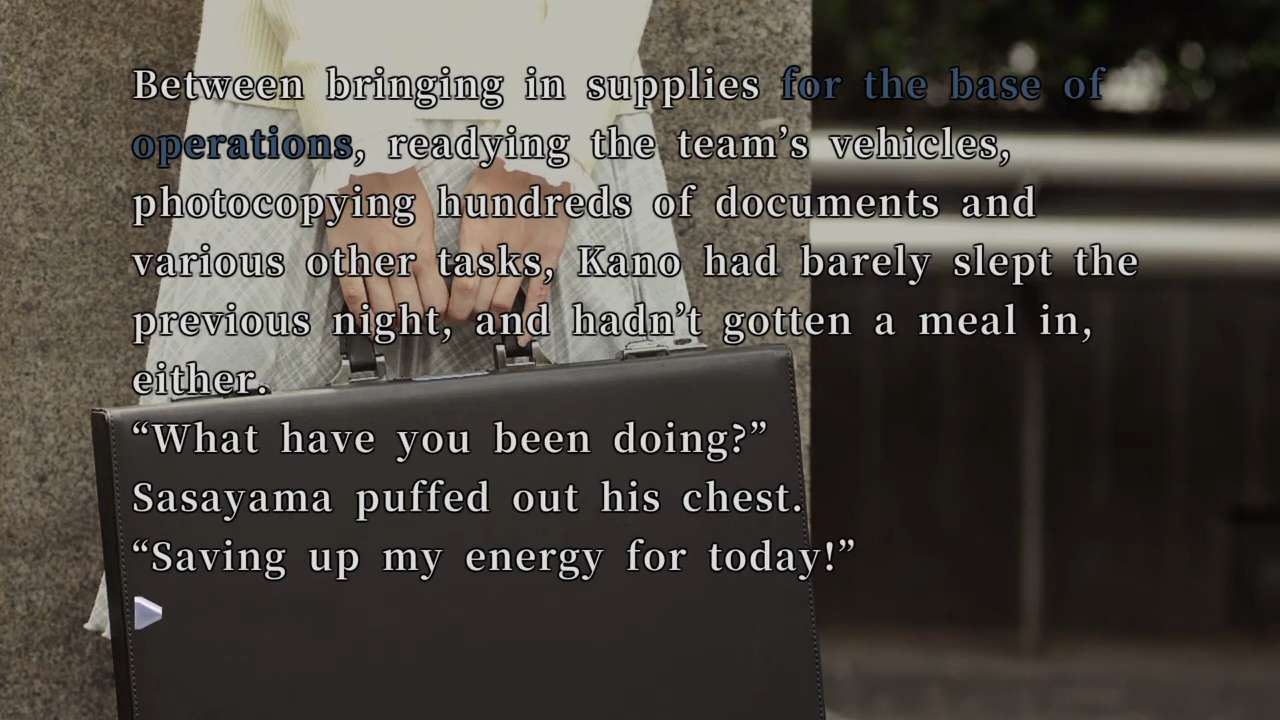 Between bringing in supplies for the base of
operations, readying the team’s vehicles,
photocopying hundreds of documents and
various other tasks, Kano had barely slept the
previous night, and hadn’t gotten a meal in,
either.
“What have you been doing?”
Sasayama puffed out his chest.
“Saving up my energy for today!”